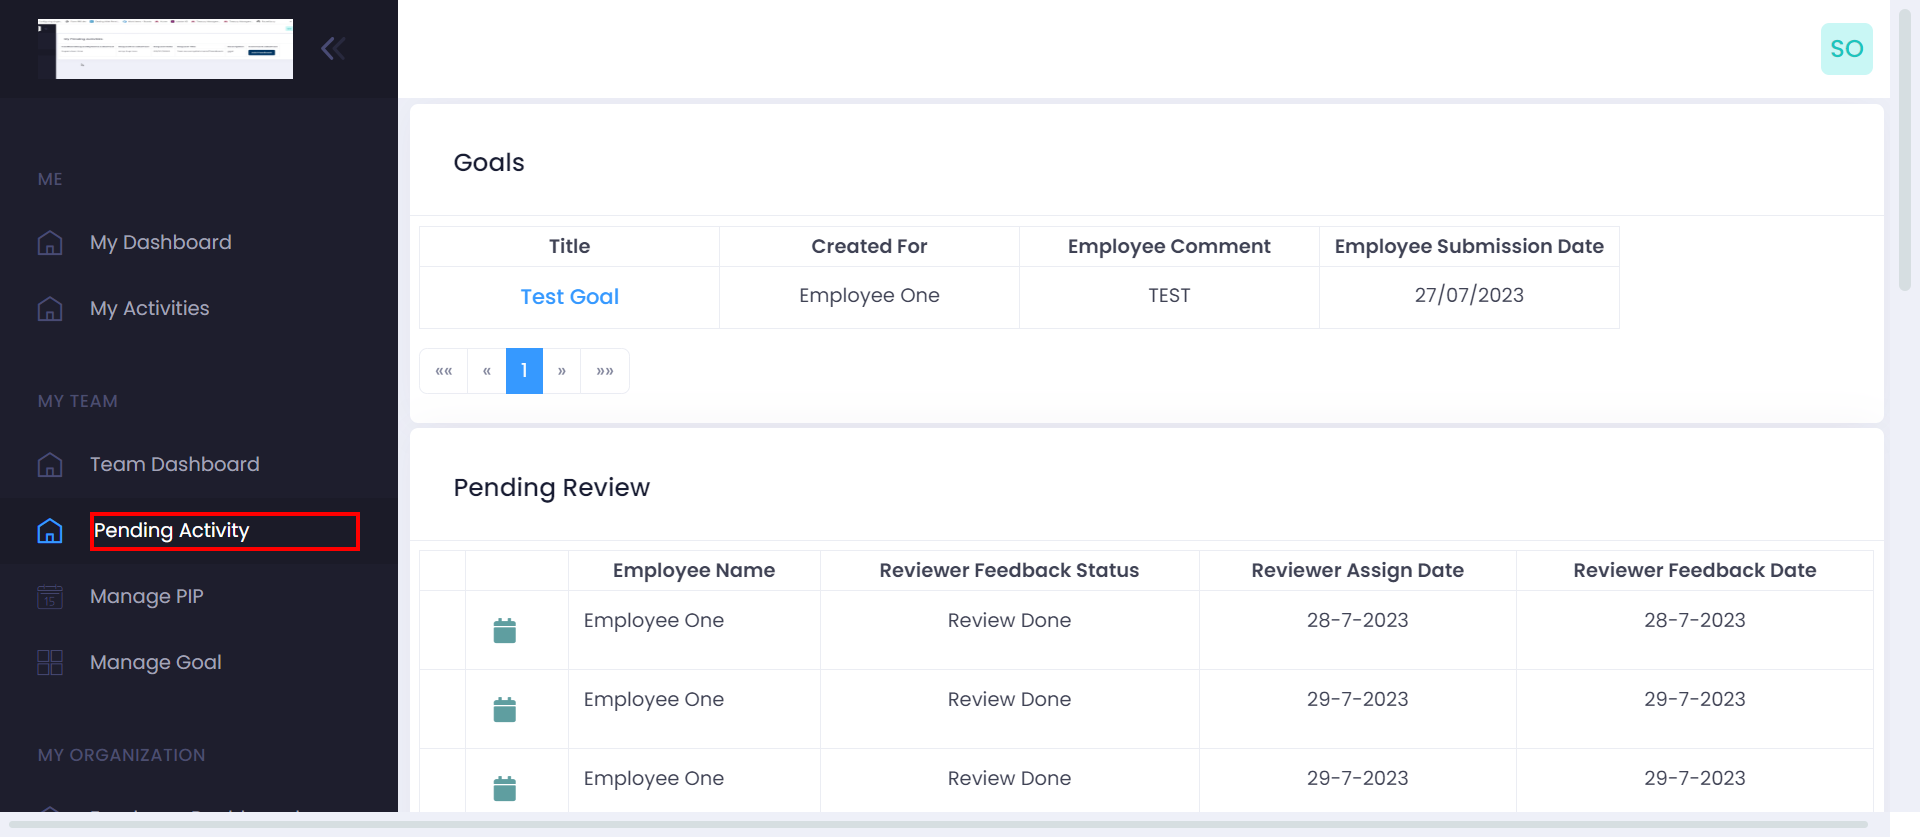 SO
ME
My Dashboard
My Activities
MY TEAM
Team Dashboard
Pending Activity
15
Manage PIP
Manage Goal
MY ORGANIZATION
Goals
Title Created For Employee Comment Employee Submission Date
Test Goal Employee One TEST 27/07/2023
«« « 1 » »»
Pending Review
Employee Name Reviewer Feedback Status Reviewer Assign Date Reviewer Feedback Date
Employee One Review Done 28-7-2023 28-7-2023
Employee One Review Done 29-7-2023 29-7-2023
Employee One Review Done 29-7-2023 29-7-2023